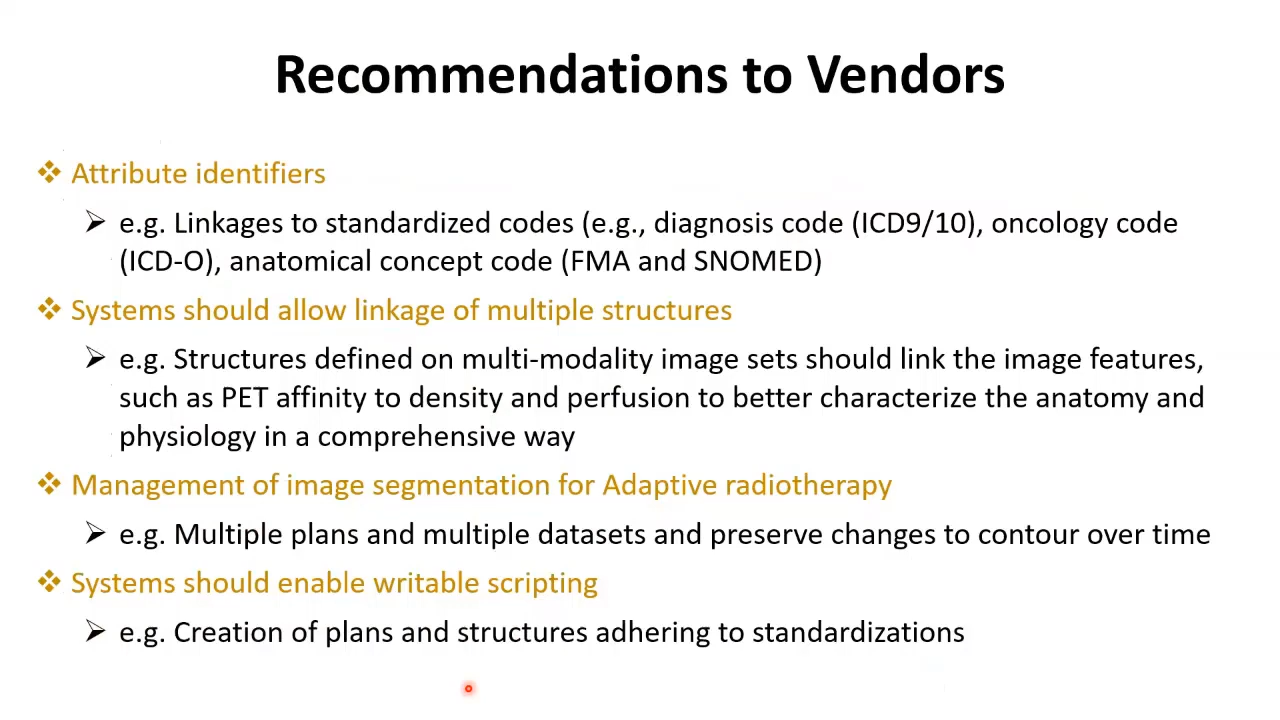 Recommendations to Vendors
❖ Attribute identifiers
➢ e.g. Linkages to standardized codes (e.g., diagnosis code (ICD9/10), oncology code
(ICD-O), anatomical concept code (FMA and SNOMED)
❖ Systems should allow linkage of multiple structures
➢ e.g. Structures defined on multi-modality image sets should link the image features,
such as PET affinity to density and perfusion to better characterize the anatomy and
physiology in a comprehensive way
❖ Management of image segmentation for Adaptive radiotherapy
➢ e.g. Multiple plans and multiple datasets and preserve changes to contour over time
❖ Systems should enable writable scripting
➢ e.g. Creation of plans and structures adhering to standardizations